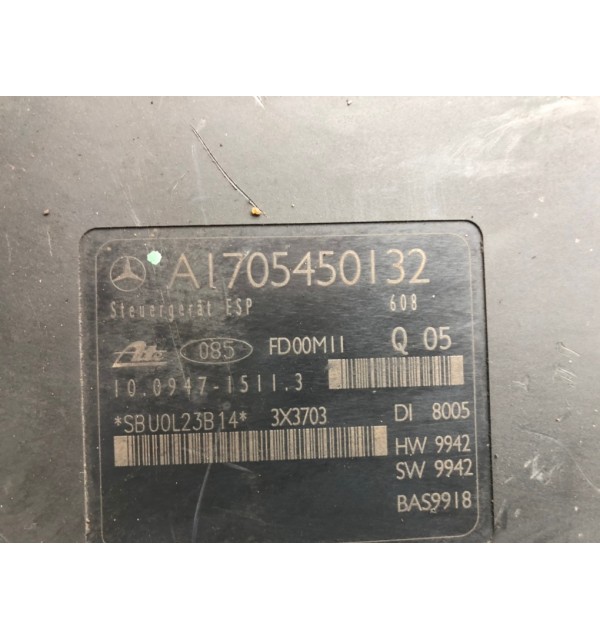 A1705450132
Steuergerät ESP 608
Ate 085 FD00M11 Q 05
10.0947-1511.3
*SBU0L23B14* 3X3703 DI 8005
HW 9942
SW 9942
BAS9918